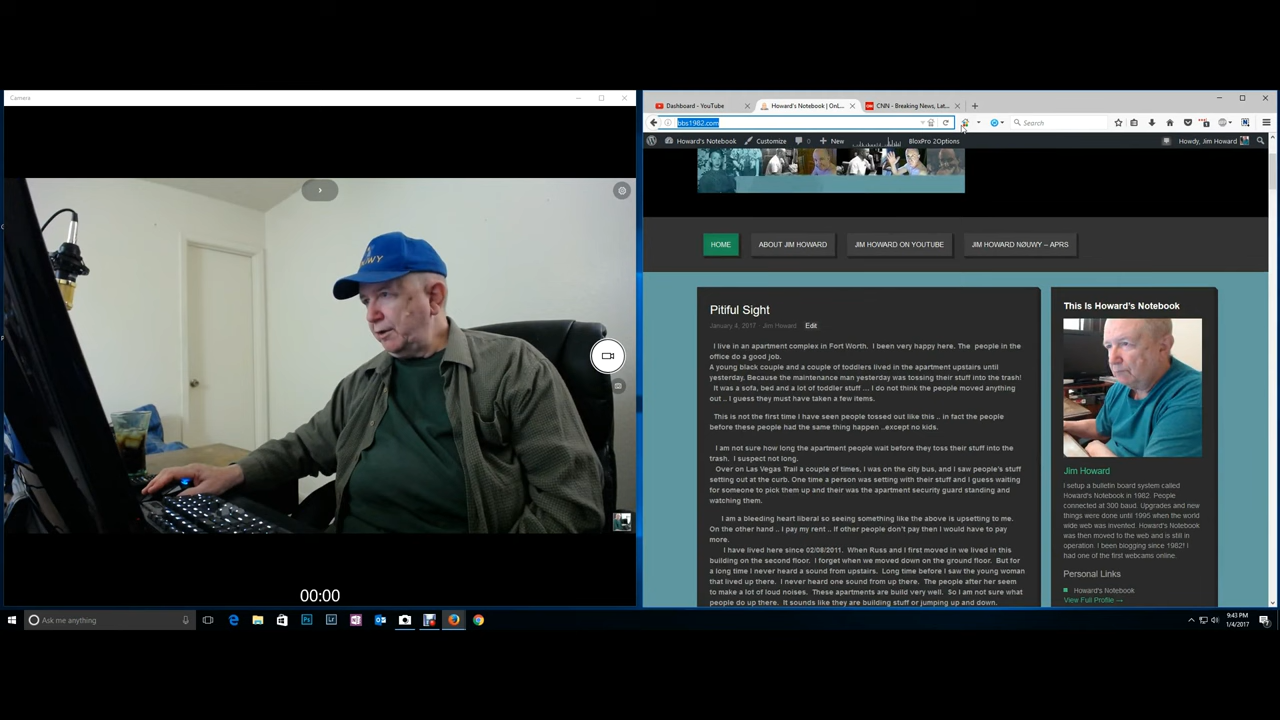 Camera
UWY
00:00
Dashboard - YouTube
Howard's Notebook | OnL...
CNN - Breaking News, Lat...
bbs1982.com
Search
Howard's Notebook
Customize
0
New
BloxPro 2Options
Howdy, Jim Howard
HOME
ABOUT JIM HOWARD
JIM HOWARD ON YOUTUBE
JIM HOWARD NØUWY – APRS
Pitiful Sight
January 4, 2017 · Jim Howard Edit
I live in an apartment complex in Fort Worth. I been very happy here. The people in the
office do a good job.
A young black couple and a couple of toddlers lived in the apartment upstairs until
yesterday. Because the maintenance man yesterday was tossing their stuff into the trash!
It was a sofa, bed and a lot of toddler stuff ... I do not think the people moved anything
out .. I guess they must have taken a few items.
This is not the first time I have seen people tossed out like this .. in fact the people
before these people had the same thing happen ..except no kids.
I am not sure how long the apartment people wait before they toss their stuff into the
trash. I suspect not long.
Over on Las Vegas Trail a couple of times, I was on the city bus, and I saw people's stuff
setting out at the curb. One time a person was setting with their stuff and I guess waiting
for someone to pick them up and their was the apartment security guard standing and
watching them.
I am a bleeding heart liberal so seeing something like the above is upsetting to me.
On the other hand .. I pay my rent .. If other people don't pay then I would have to pay
more.
I have lived here since 02/08/2011. When Russ and I first moved in we lived in this
building on the second floor. I forget when we moved down on the ground floor. But for
a long time I never heard a sound from upstairs. Long time before I saw the young woman
that lived up there. I never heard one sound from up there. The people after her seem
to make a lot of loud noises. These apartments are build very well. So I am not sure what
people do up there. It sounds like they are building stuff or jumping up and down,
This Is Howard's Notebook
Jim Howard
I setup a bulletin board system called
Howard's Notebook in 1982. People
connected at 300 baud. Upgrades and new
things were done until 1995 when the world
wide web was invented. Howard's Notebook
was then moved to the web and is still in
operation. I been blogging since 1982! I
had one of the first webcams online.
Personal Links
Howard's Notebook
View Full Profile →
Ask me anything
9:43 PM
1/4/2017